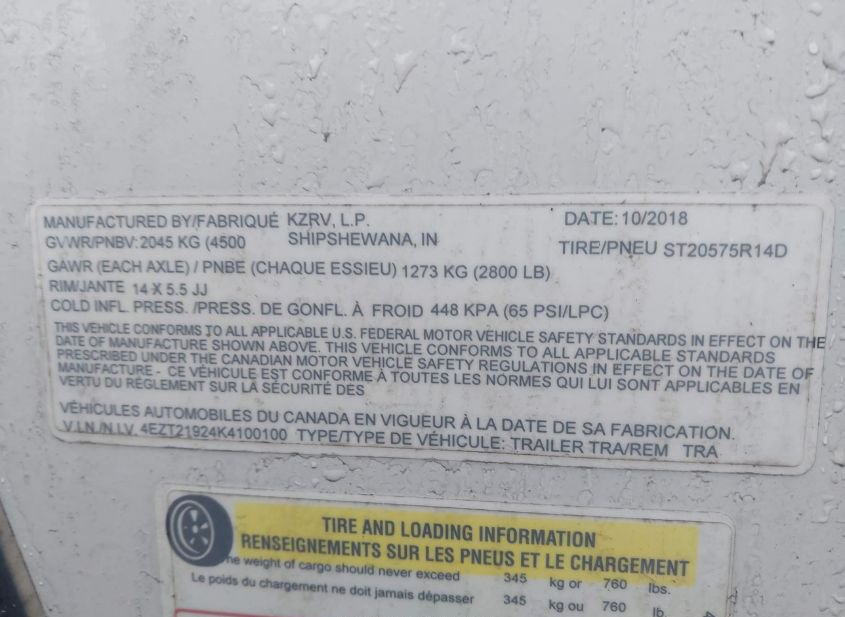 MANUFACTURED BY/FABRIQUÉ KZRV, L.P. DATE: 10/2018
GVWR/PNBV: 2045 KG (4500 SHIPSHEWANA, IN TIRE/PNEU ST20575R14D
GAWR (EACH AXLE) / PNBE (CHAQUE ESSIEU) 1273 KG (2800 LB)
RIM/JANTE 14 X 5.5 JJ
COLD INFL. PRESS. /PRESS. DE GONFL. À FROID 448 KPA (65 PSI/LPC)
THIS VEHICLE CONFORMS TO ALL APPLICABLE U.S. FEDERAL MOTOR VEHICLE SAFETY STANDARDS IN EFFECT ON THE
DATE OF MANUFACTURE SHOWN ABOVE. THIS VEHICLE CONFORMS TO ALL APPLICABLE STANDARDS
PRESCRIBED UNDER THE CANADIAN MOTOR VEHICLE SAFETY REGULATIONS IN EFFECT ON THE DATE OF
MANUFACTURE - CE VÉHICULE EST CONFORME À TOUTES LES NORMES QUI LUI SONT APPLICABLES EN
VERTU DU RÉGLEMENT SUR LA SÉCURITÉ DES
VÉHICULES AUTOMOBILES DU CANADA EN VIGUEUR À LA DATE DE SA FABRICATION.
V.I.N./N.I.V. 4EZT21924K4100100 TYPE/TYPE DE VÉHICULE: TRAILER TRA/REM TRA
TIRE AND LOADING INFORMATION
RENSEIGNEMENTS SUR LES PNEUS ET LE CHARGEMENT
he weight of cargo should never exceed 345 kg or 760 lbs.
Le poids du chargement ne doit jamais dépasser 345 kg ou 760 lb.